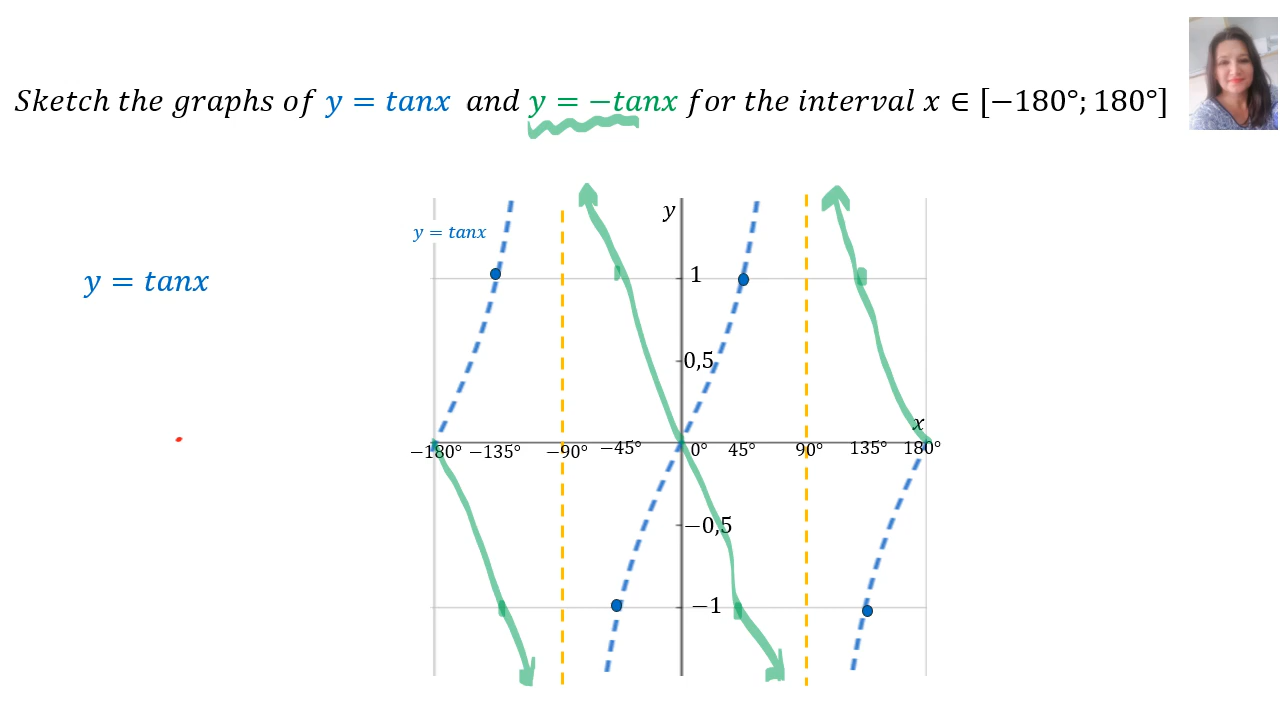 Sketch the graphs of y = tanx and y = −tanx for the interval x ∈ [−180°; 180°]
y
y = tanx
y = tanx
1
0,5
x
−180° −135° −90° −45° 0° 45° 90° 135° 180°
−0,5
−1